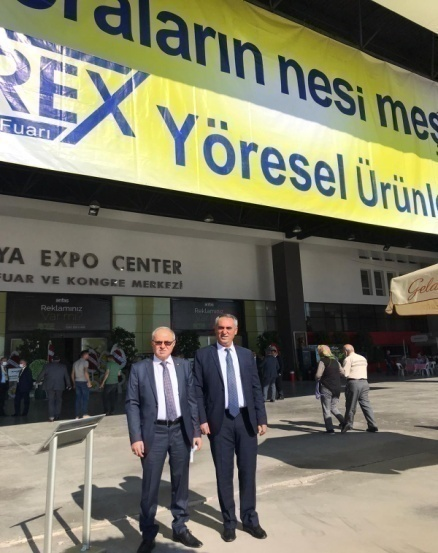 oraların nesi meş
REX
Fuarı
Yöresel Ürünle
YA EXPO CENTER
FUAR VE KONGRE MERKEZİ
Reklamınız
Reklamınız
Gela